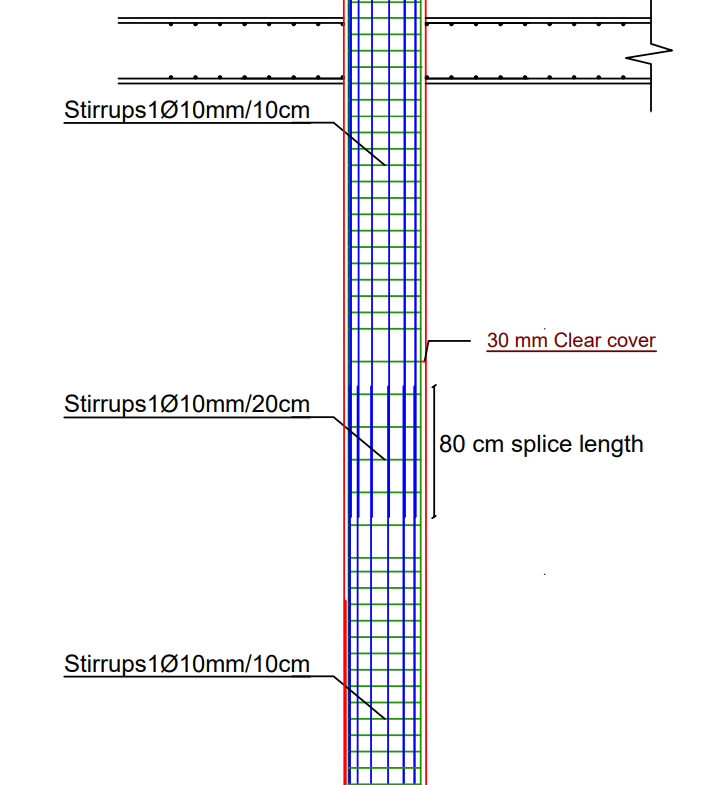 Stirrups1Ø10mm/10cm
30 mm Clear cover
Stirrups1Ø10mm/20cm
80 cm splice length
Stirrups1Ø10mm/10cm